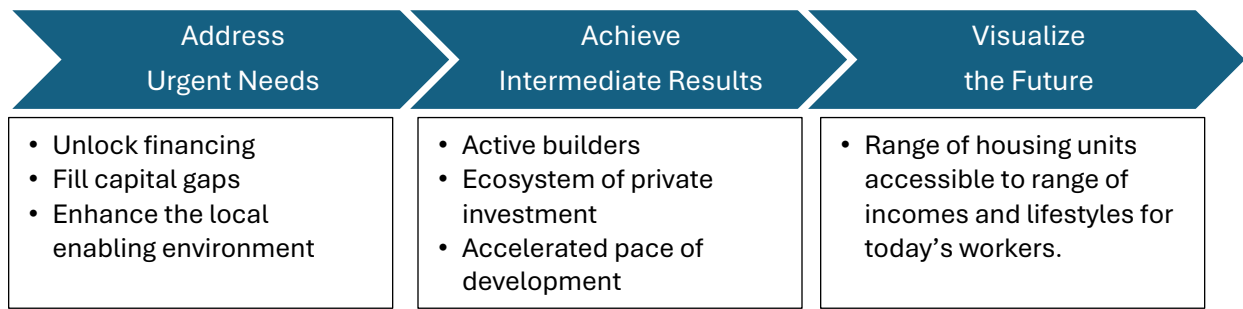 Address
Urgent Needs
Achieve
Intermediate Results
Visualize
the Future
• Unlock financing
• Fill capital gaps
• Enhance the local
enabling environment
• Active builders
• Ecosystem of private
investment
• Accelerated pace of
development
• Range of housing units
accessible to range of
incomes and lifestyles for
today’s workers.